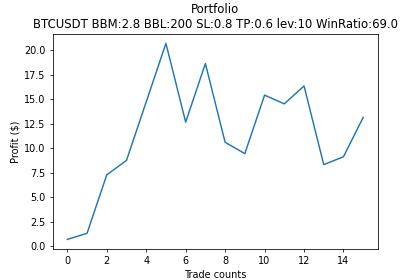 Portfolio
BTCUSDT BBM:2.8 BBL:200 SL:0.8 TP:0.6 lev:10 WinRatio:69.0
20.0
17.5
15.0
12.5
10.0
7.5
5.0
2.5
0.0
Profit ($)
0 2 4 6 8 10 12 14
Trade counts